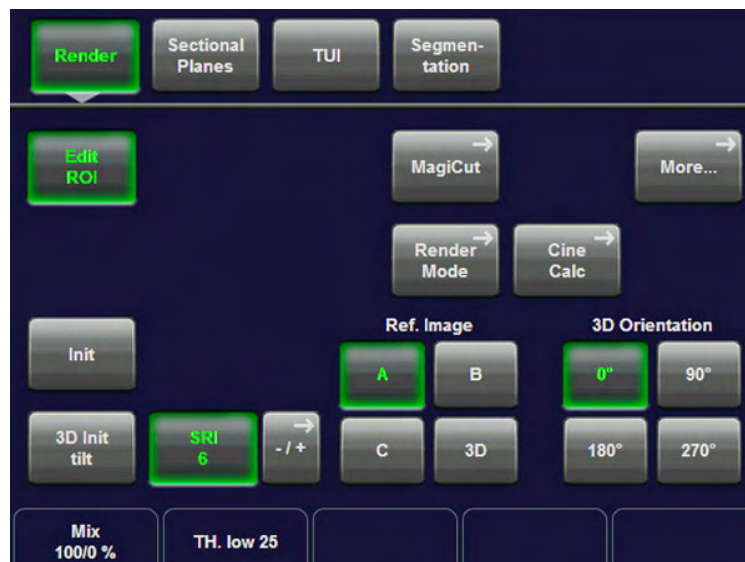 Render
Sectional
Planes
TUI
Segmen-
tation
Edit
ROI
MagiCut
More...
Render
Mode
Cine
Calc
Init
Ref. Image
3D Orientation
A
B
0°
90°
3D Init
tilt
SRI
6
- / +
C
3D
180°
270°
Mix
100/0 %
TH. low 25